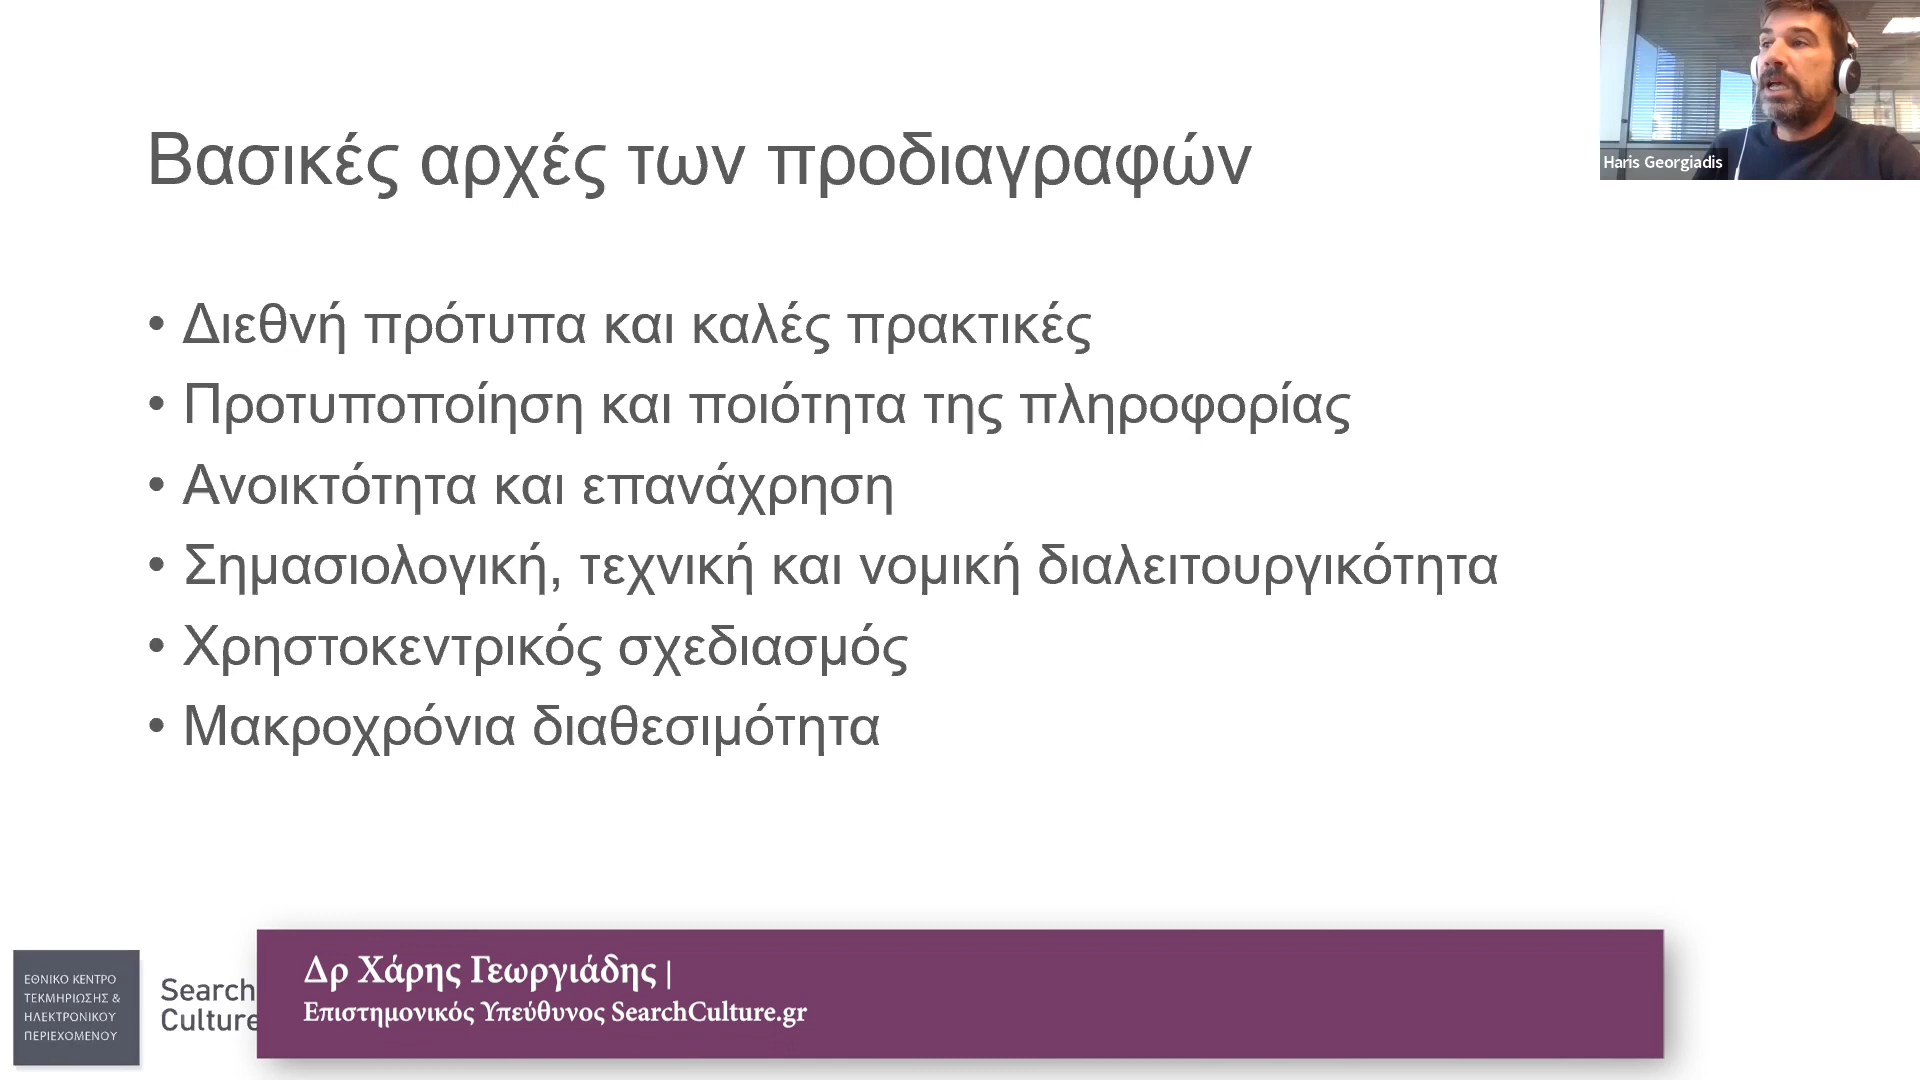 Βασικές αρχές των προδιαγραφών
Haris Georgiadis
• Διεθνή πρότυπα και καλές πρακτικές
• Προτυποποίηση και ποιότητα της πληροφορίας
• Ανοικτότητα και επανάχρηση
• Σημασιολογική, τεχνική και νομική διαλειτουργικότητα
• Χρηστοκεντρικός σχεδιασμός
• Μακροχρόνια διαθεσιμότητα
ΕΘΝΙΚΟ ΚΕΝΤΡΟ
ΤΕΚΜΗΡΙΩΣΗΣ &
ΗΛΕΚΤΡΟΝΙΚΟΥ
ΠΕΡΙΕΧΟΜΕΝΟΥ
Search
Culture
Δρ Χάρης Γεωργιάδης |
Επιστημονικός Υπεύθυνος SearchCulture.gr